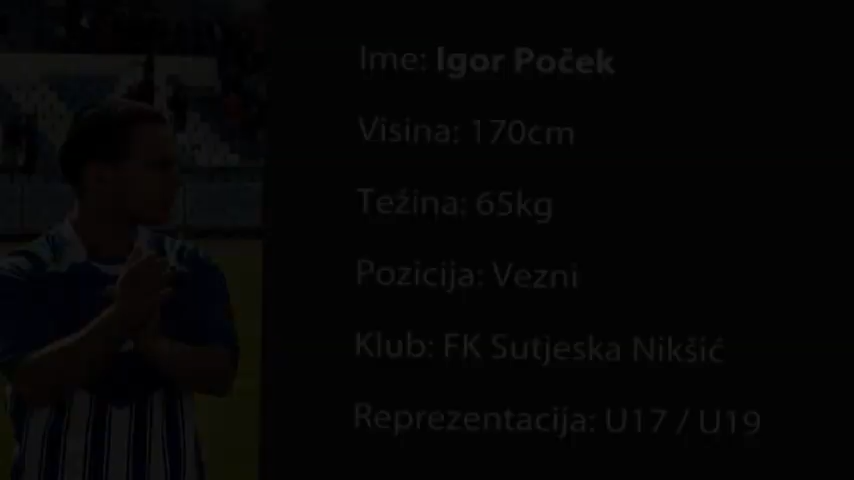 Ime: Igor Poček
Visina: 170cm
Težina: 65kg
Pozicija: Vezni
Klub: FK Sutjeska Nikšić
Reprezentacija: U17 / U19